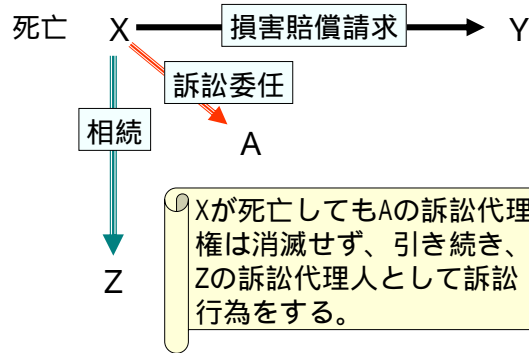 死亡 X 損害賠償請求 Y
訴訟委任
相続
A
Z
Xが死亡してもAの訴訟代理
権は消滅せず、引き続き、
Zの訴訟代理人として訴訟
行為をする。